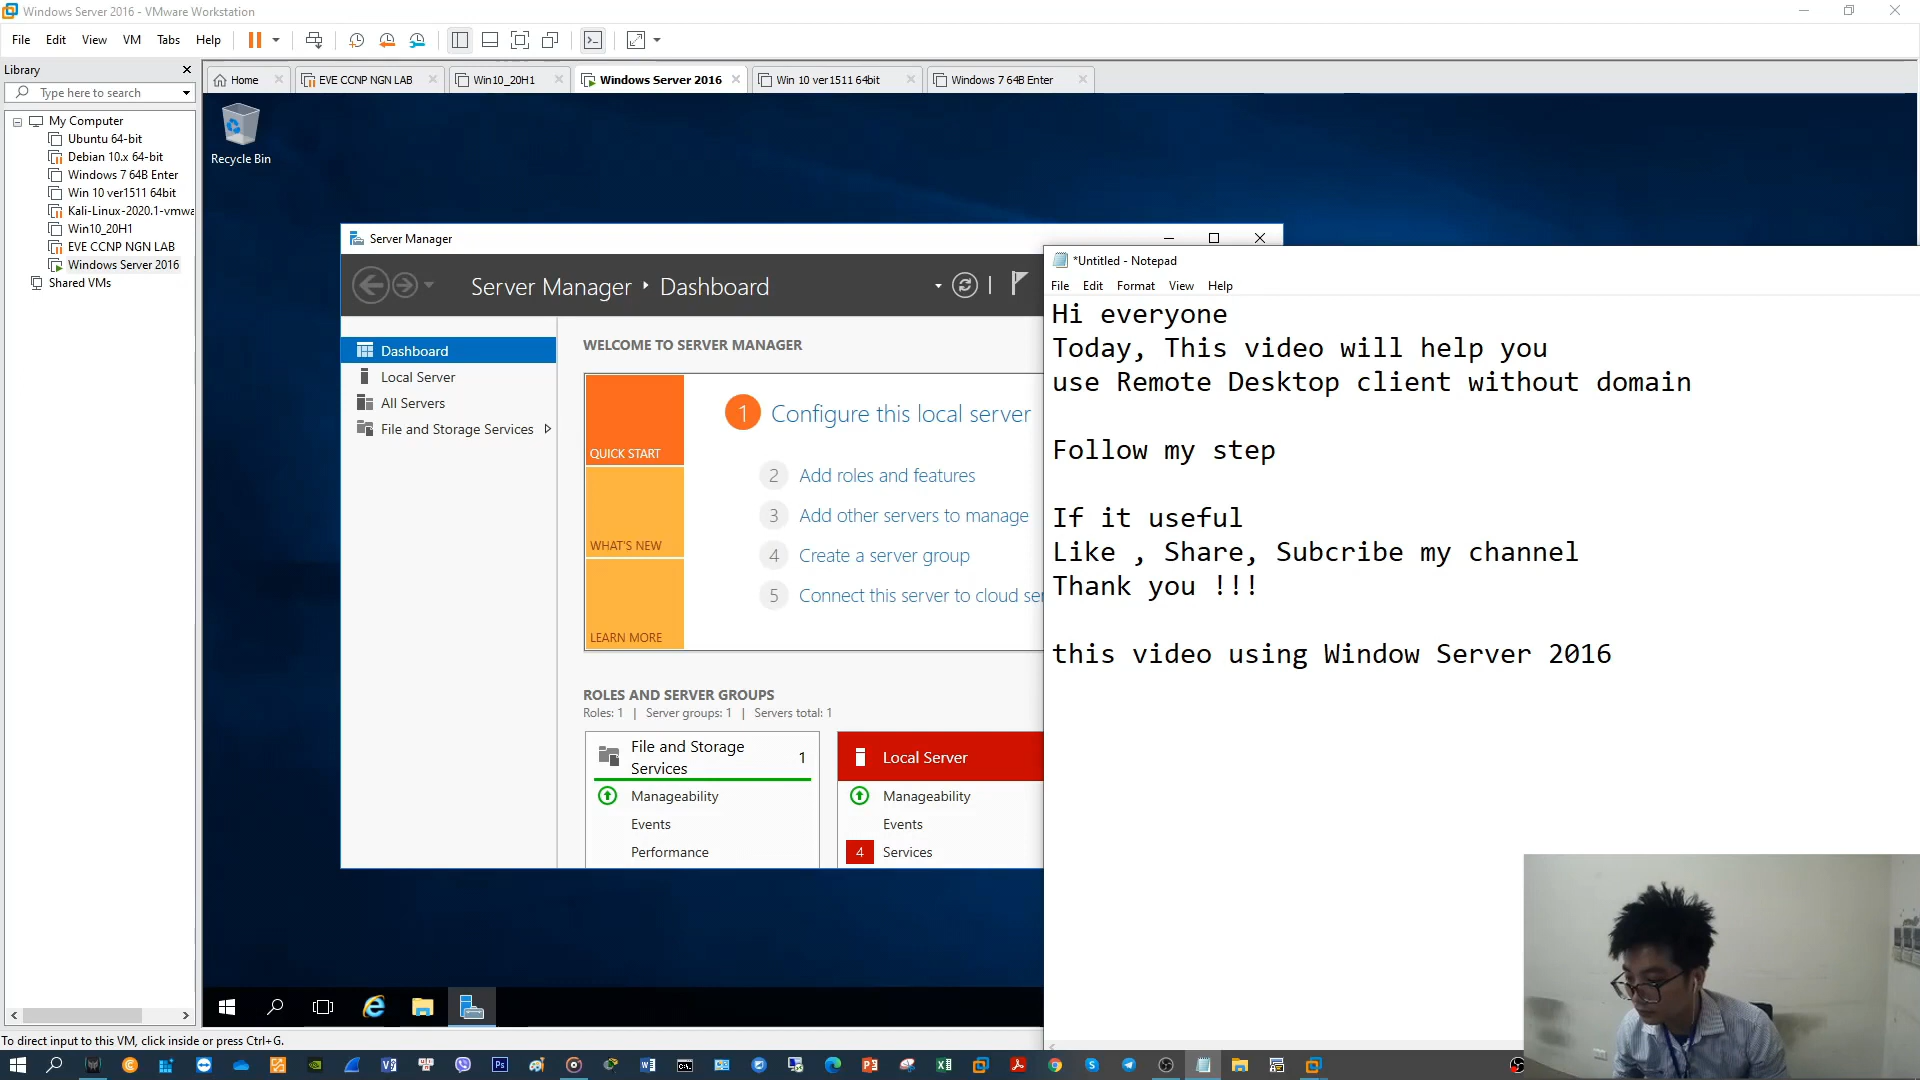 Windows Server 2016 - VMware Workstation
File Edit View VM Tabs Help
Library
Type here to search
My Computer
Ubuntu 64-bit
Debian 10.x 64-bit
Windows 7 64B Enter
Win 10 ver1511 64bit
Kali-Linux-2020.1-vmwa
Win10_20H1
EVE CCNP NGN LAB
Windows Server 2016
Shared VMs
Home EVE CCNP NGN LAB Win10_20H1 Windows Server 2016 Win 10 ver1511 64bit Windows 7 64B Enter
Recycle Bin
Server Manager
Server Manager Dashboard
Dashboard
Local Server
All Servers
File and Storage Services
WELCOME TO SERVER MANAGER
QUICK START
WHAT'S NEW
LEARN MORE
1 Configure this local server
2 Add roles and features
3 Add other servers to manage
4 Create a server group
5 Connect this server to cloud ser
ROLES AND SERVER GROUPS
Roles: 1 | Server groups: 1 | Servers total: 1
File and Storage
Services
1
Manageability
Events
Performance
Local Server
Manageability
Events
4 Services
*Untitled - Notepad
File Edit Format View Help
Hi everyone
Today, This video will help you
use Remote Desktop client without domain
Follow my step
If it useful
Like , Share, Subcribe my channel
Thank you !!!
this video using Window Server 2016
To direct input to this VM, click inside or press Ctrl+G.